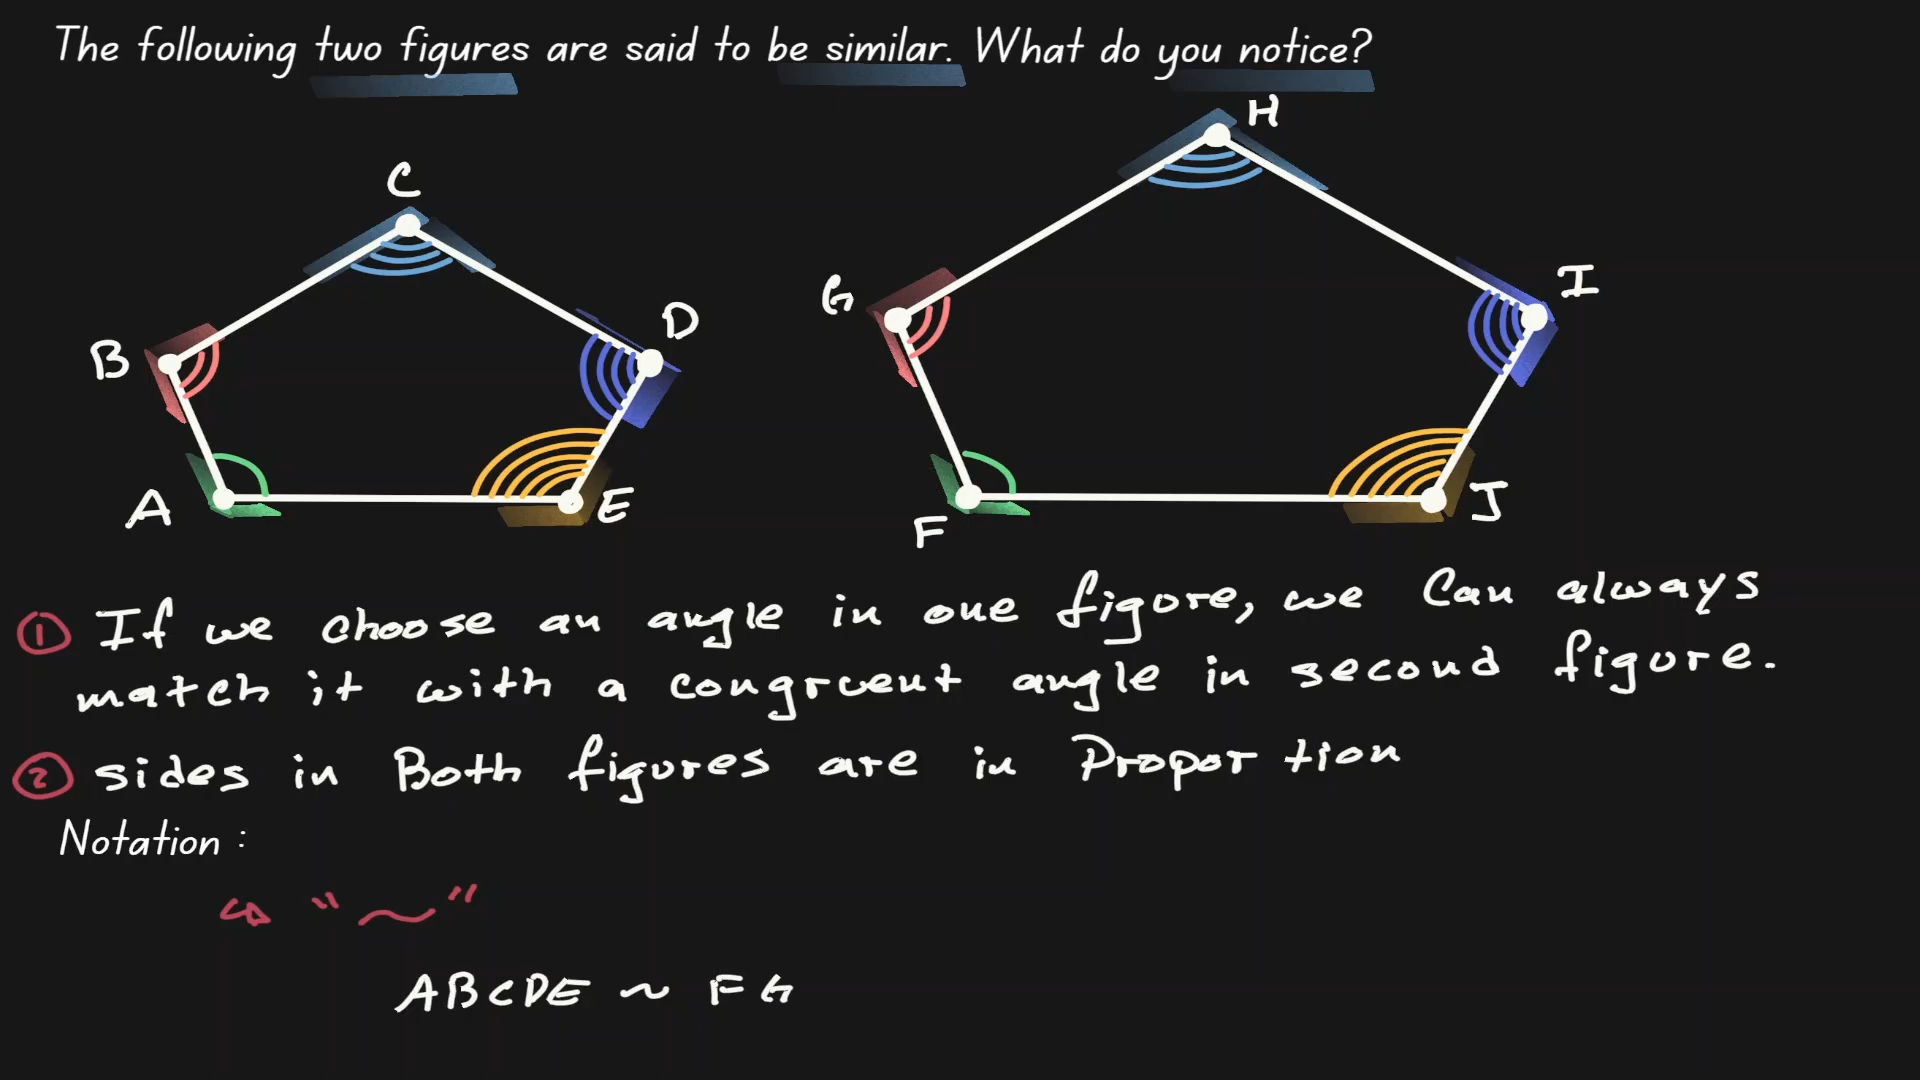 The following two figures are said to be similar. What do you notice?
H
C
I
G
D
B
A
E
J
F
① If we choose an angle in one figure, we can always
match it with a congruent angle in second figure.
② sides in Both figures are in Proportion
Notation :
"~"
ABCDE ~ FG